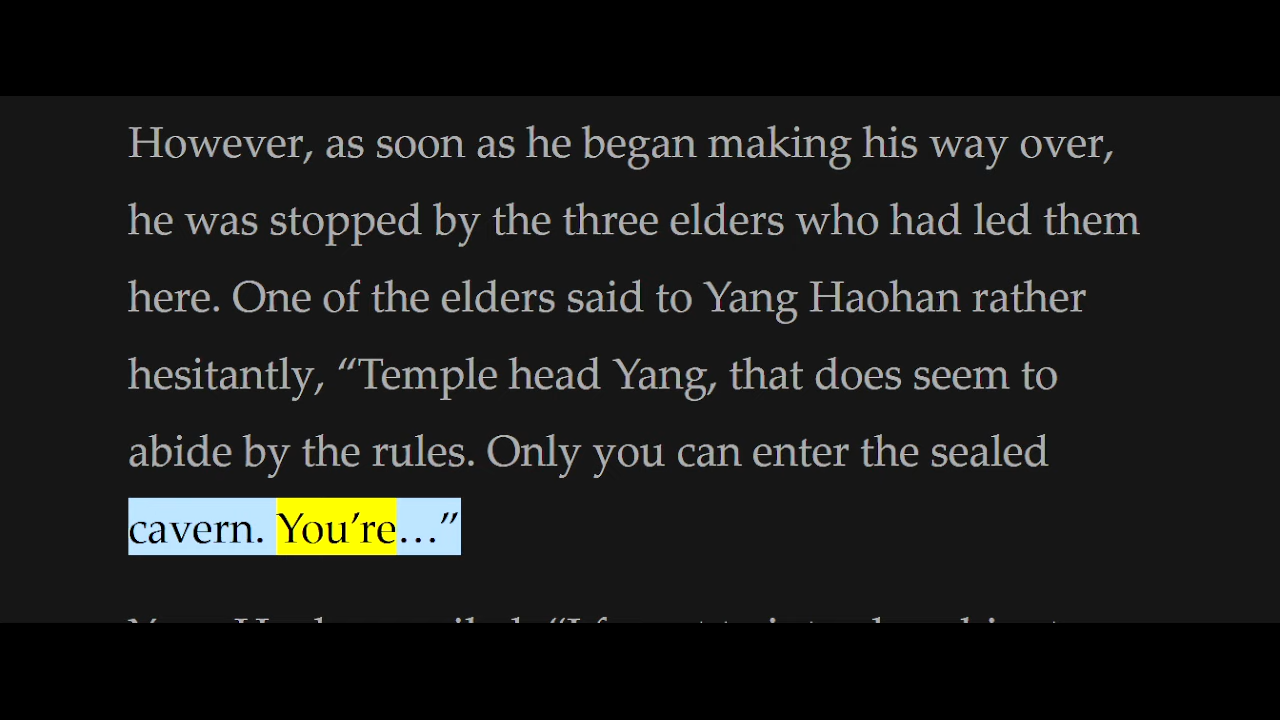 However, as soon as he began making his way over,
he was stopped by the three elders who had led them
here. One of the elders said to Yang Haohan rather
hesitantly, “Temple head Yang, that does seem to
abide by the rules. Only you can enter the sealed
cavern. You’re…”